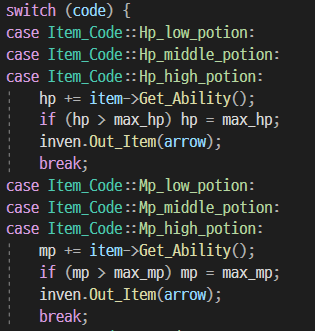 switch (code) {
case Item_Code::Hp_low_potion:
case Item_Code::Hp_middle_potion:
case Item_Code::Hp_high_potion:
    hp += item->Get_Ability();
    if (hp > max_hp) hp = max_hp;
    inven.Out_Item(arrow);
    break;
case Item_Code::Mp_low_potion:
case Item_Code::Mp_middle_potion:
case Item_Code::Mp_high_potion:
    mp += item->Get_Ability();
    if (mp > max_mp) mp = max_mp;
    inven.Out_Item(arrow);
    break;